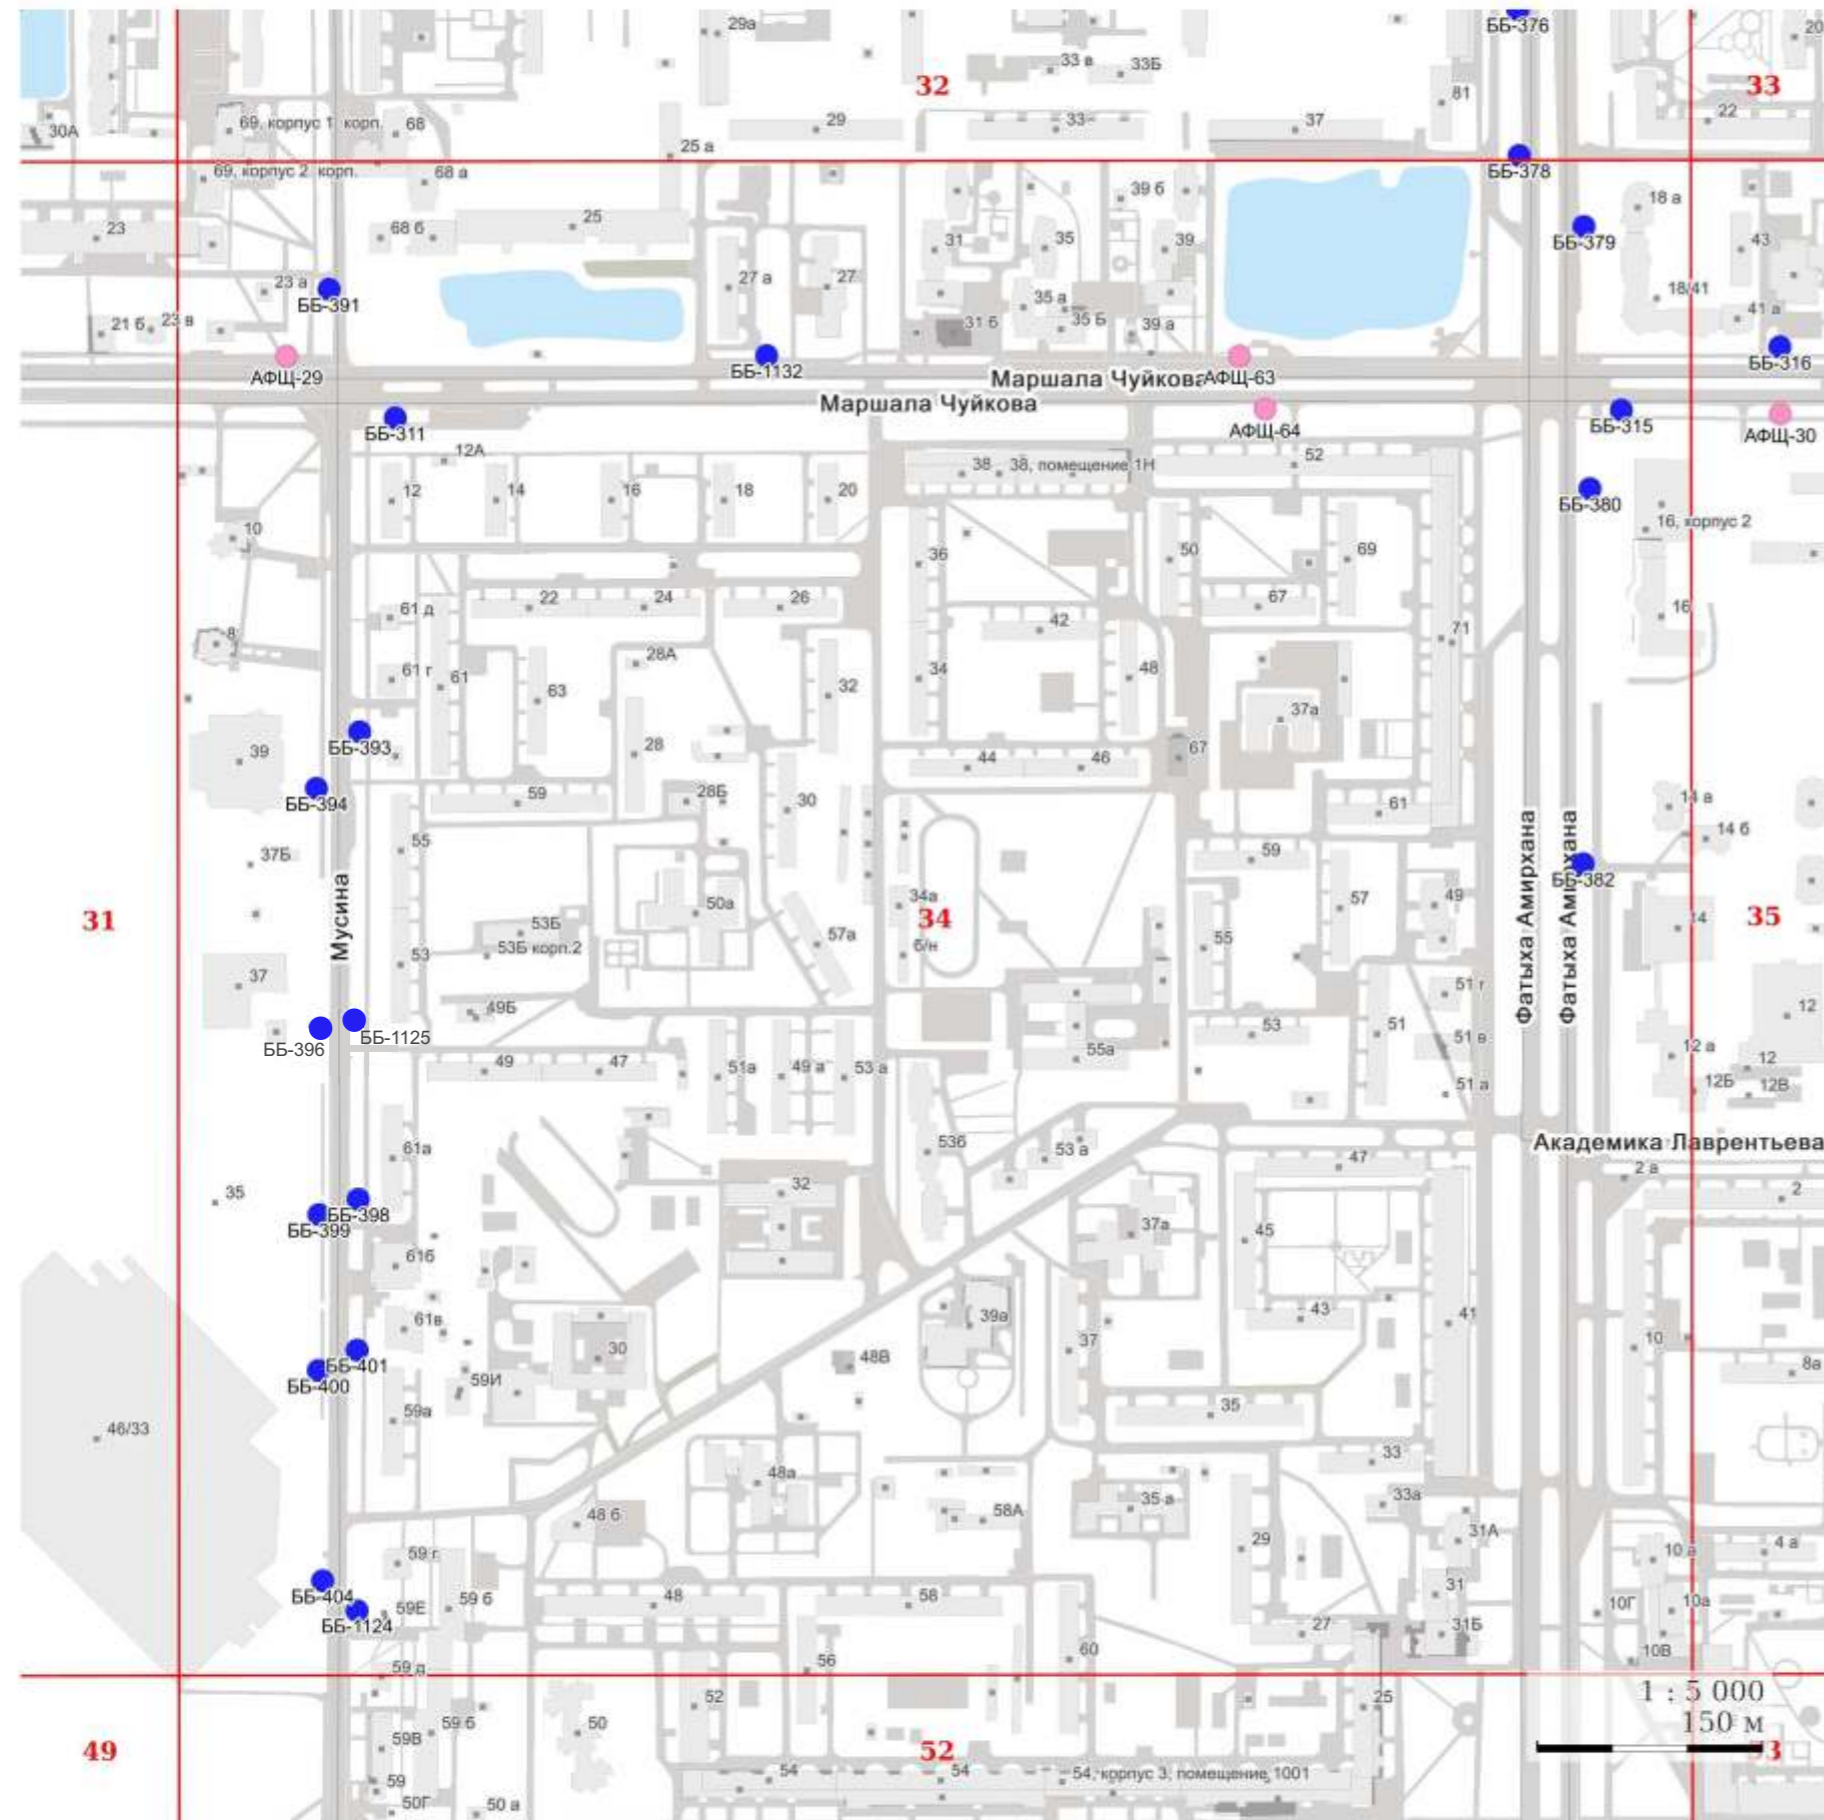 29а
ББ-376
20
33 в
33Б
32
33
81
22
30А
69, корпус 1 корп.
68
29
33
37
25 а
69, корпус 2 корп.
68 а
ББ-378
39 б
18 а
23
68 б
25
31
35
39
ББ-379
43
23 а
ББ-391
27 а
27
35 а
18/41
21 б
23 в
31 б
35 Б
39 а
41 а
АФЩ-29
ББ-1132
Маршала Чуйкова
АФЩ-63
ББ-316
Маршала Чуйкова
ББ-311
АФЩ-64
ББ-315
АФЩ-30
12А
38
38, помещение 1Н
52
12
14
16
18
20
ББ-380
10
16, корпус 2
36
50
69
61 д
22
24
26
67
16
8
42
71
28А
61 г
61
63
32
34
48
37а
ББ-393
39
28
67
44
46
ББ-394
59
28Б
30
61
14 в
14 б
55
37Б
59
Фатыха Амирхана
Фатыха Амирхана
ББ-382
Мусина
34а
57
49
31
50а
34
35
14
53Б
57а
53Б корп.2
б/н
55
53
37
51 г
49Б
12
ББ-396
ББ-1125
53
51
51 в
55а
12 а
12
49
47
51а
49 а
53 а
51 а
12Б
12В
61а
53б
53 а
Академика Лаврентьева
47
2 а
35
32
2
ББ-398
ББ-399
37а
45
61б
39а
43
61в
37
41
10
30
48В
8а
ББ-401
ББ-400
59И
59а
35
46/33
33
48а
48 б
58А
35 а
33а
31А
29
59 г
10 а
4 а
ББ-404
59Е
59 б
48
58
31
10Г
10а
ББ-1124
27
31Б
60
10В
59 д
56
1 : 5 000
52
25
150 м
59 б
50
59В
49
52
53
59
54
54
54, корпус 3, помещение 1001
50Г
50 а